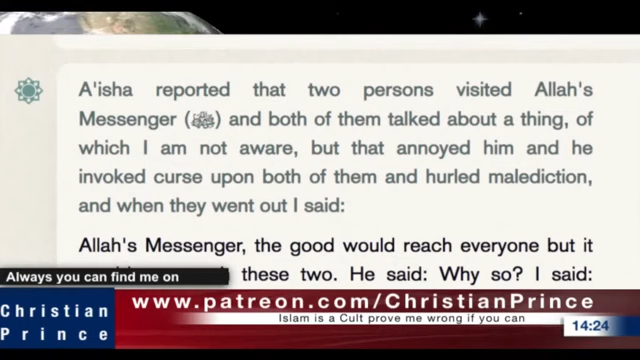 A'isha reported that two persons visited Allah's
Messenger (ﷺ) and both of them talked about a thing, of
which I am not aware, but that annoyed him and he
invoked curse upon both of them and hurled malediction,
and when they went out I said:
Allah's Messenger, the good would reach everyone but it
these two. He said: Why so? I said:
Always you can find me on
www.patreon.com/ChristianPrince
Islam is a Cult prove me wrong if you can
Christian
Prince
14:24